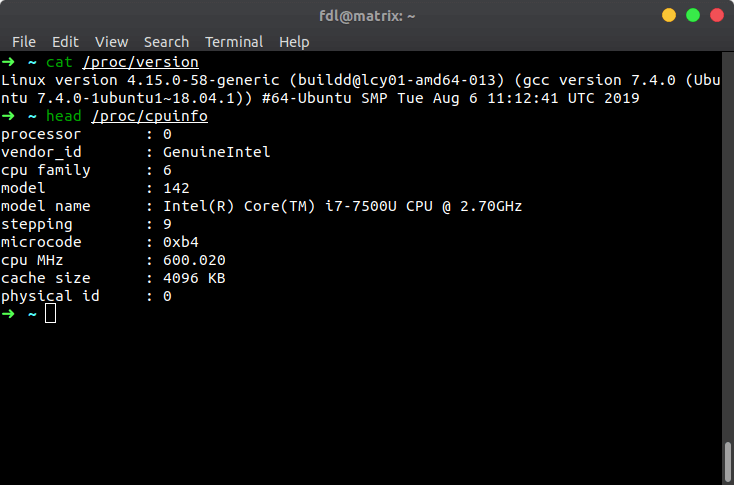 fdl@matrix: ~
File Edit View Search Terminal Help
➜ ~ cat /proc/version
Linux version 4.15.0-58-generic (buildd@lcy01-amd64-013) (gcc version 7.4.0 (Ubu
ntu 7.4.0-1ubuntu1~18.04.1)) #64-Ubuntu SMP Tue Aug 6 11:12:41 UTC 2019
➜ ~ head /proc/cpuinfo
processor : 0
vendor_id : GenuineIntel
cpu family : 6
model : 142
model name : Intel(R) Core(TM) i7-7500U CPU @ 2.70GHz
stepping : 9
microcode : 0xb4
cpu MHz : 600.020
cache size : 4096 KB
physical id : 0
➜ ~